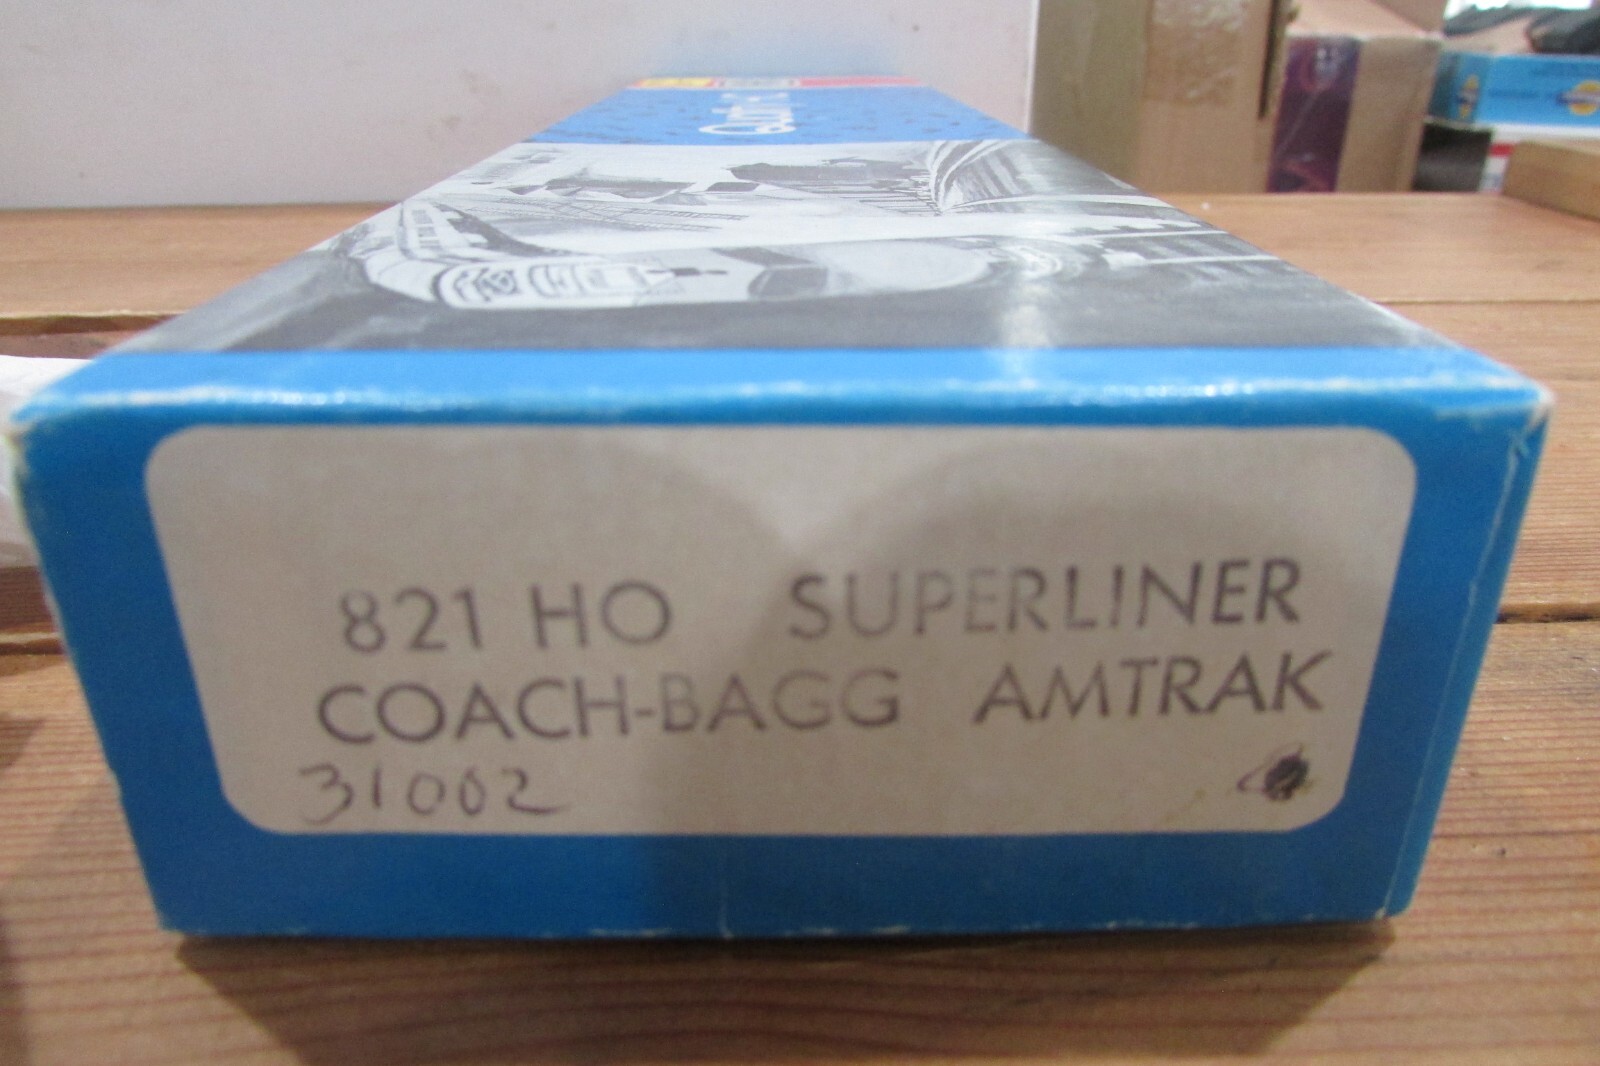 821 HO SUPERLINER
COACH-BAGG AMTRAK
31002